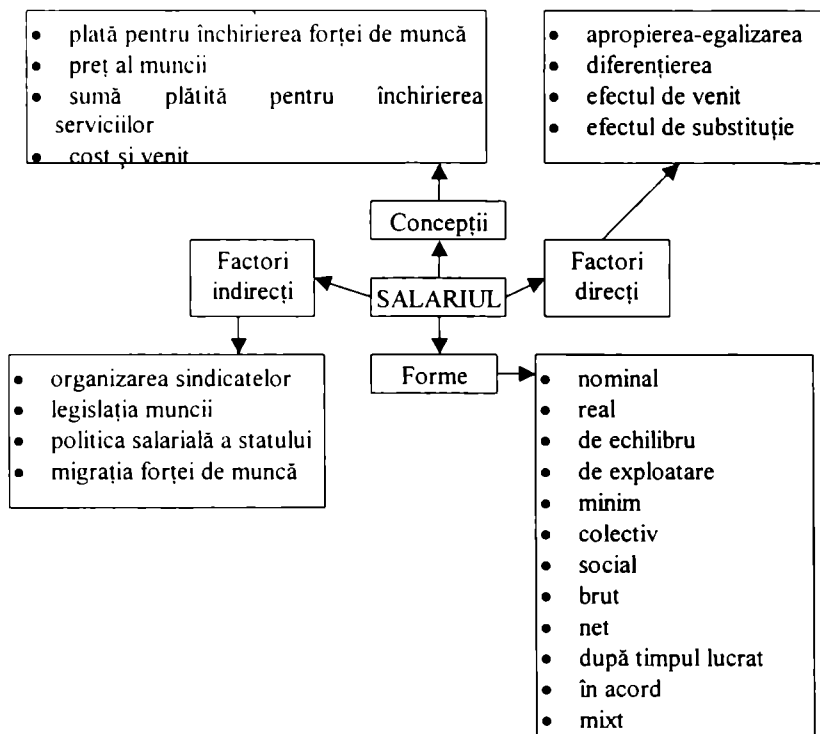 • plată pentru închirierea forței de muncă
• preț al muncii
• sumă plătită pentru închirierea
serviciilor
• cost și venit
• apropierea-egalizarea
• diferențierea
• efectul de venit
• efectul de substituție
Concepții
Factori
indirecți
SALARIUL
Factori
direcți
• organizarea sindicatelor
• legislația muncii
• politica salarială a statului
• migrația forței de muncă
Forme
• nominal
• real
• de echilibru
• de exploatare
• minim
• colectiv
• social
• brut
• net
• după timpul lucrat
• în acord
• mixt